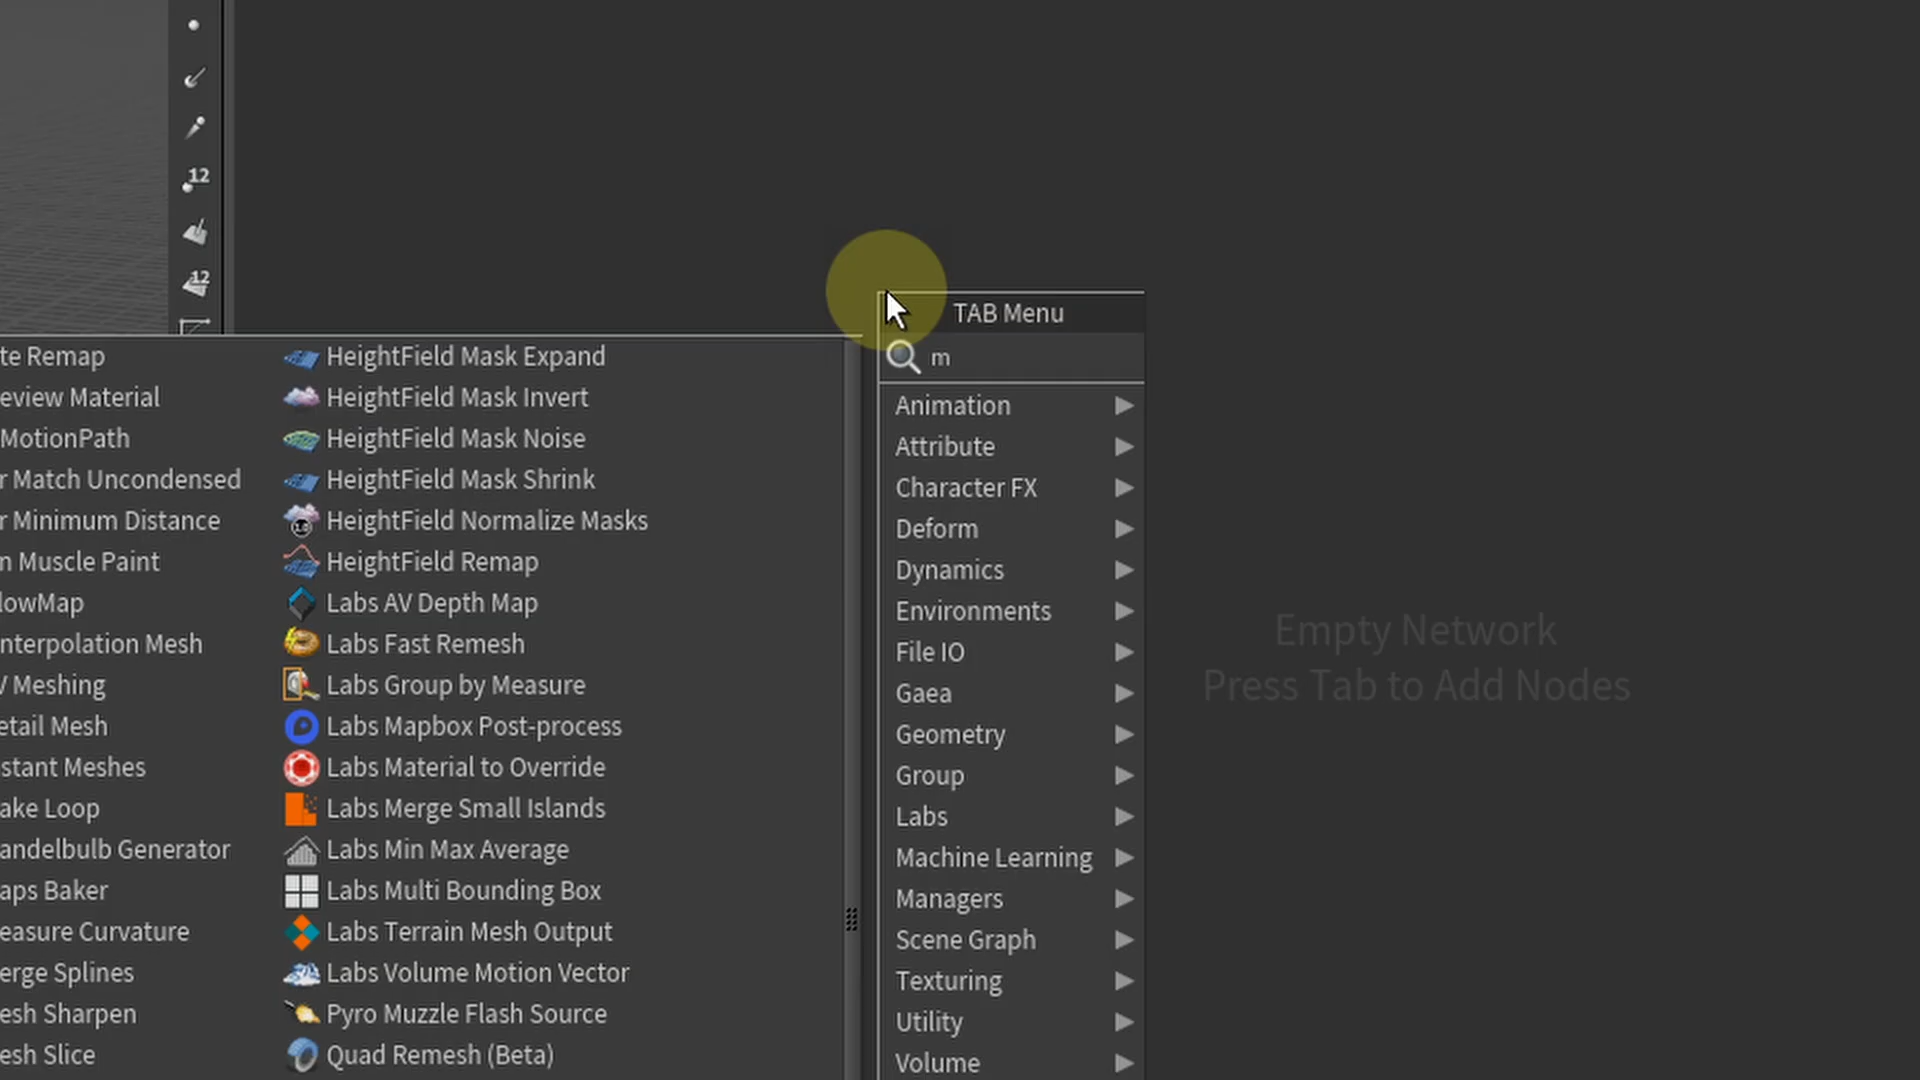 12
12
te Remap
eview Material
MotionPath
r Match Uncondensed
r Minimum Distance
n Muscle Paint
lowMap
nterpolation Mesh
V Meshing
etail Mesh
stant Meshes
ake Loop
andelbulb Generator
aps Baker
easure Curvature
erge Splines
esh Sharpen
esh Slice
HeightField Mask Expand
HeightField Mask Invert
HeightField Mask Noise
HeightField Mask Shrink
HeightField Normalize Masks
HeightField Remap
Labs AV Depth Map
Labs Fast Remesh
Labs Group by Measure
Labs Mapbox Post-process
Labs Material to Override
Labs Merge Small Islands
Labs Min Max Average
Labs Multi Bounding Box
Labs Terrain Mesh Output
Labs Volume Motion Vector
Pyro Muzzle Flash Source
Quad Remesh (Beta)
TAB Menu
m
Animation
Attribute
Character FX
Deform
Dynamics
Environments
File IO
Gaea
Geometry
Group
Labs
Machine Learning
Managers
Scene Graph
Texturing
Utility
Volume
Empty Network
Press Tab to Add Nodes